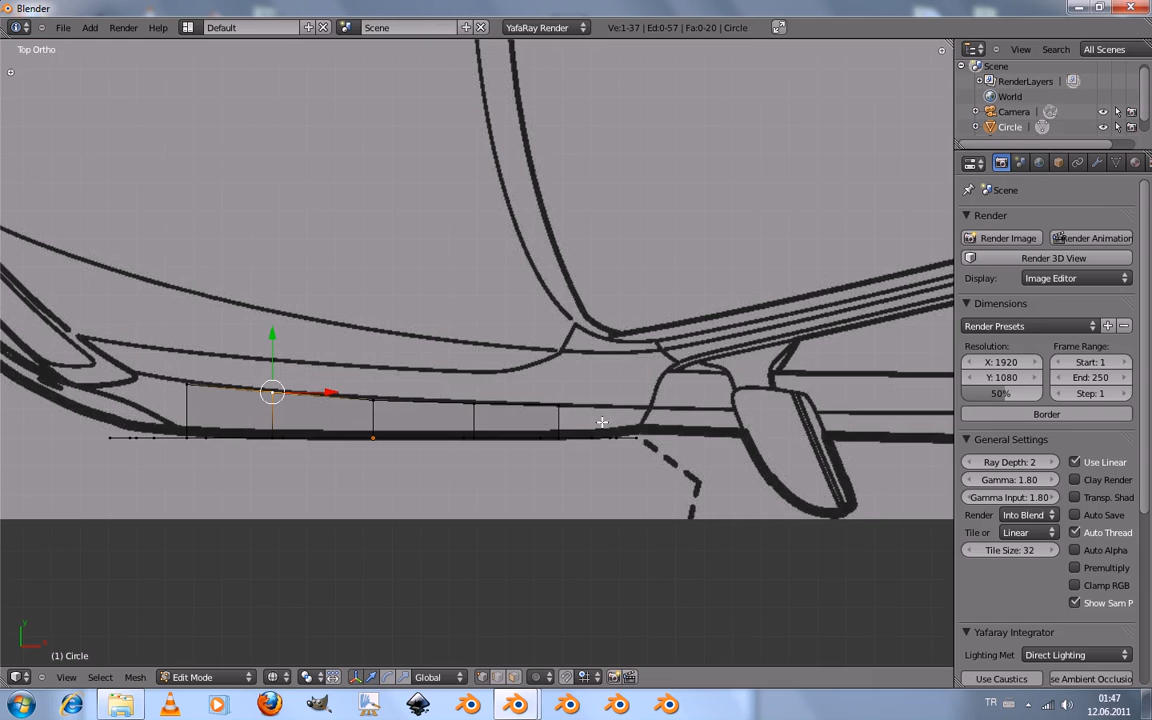 Blender
File Add Render Help Default Scene YafaRay Render Ve:1-37 | Ed:0-57 | Fa:0-20 | Circle
View Search All Scenes
Top Ortho
Scene
RenderLayers
World
Camera
Circle
Scene
Render
Render Image Render Animation
Render 3D View
Display: Image Editor
Dimensions
Render Presets
Resolution: Frame Range:
X: 1920 Start: 1
Y: 1080 End: 250
50% Step: 1
Border
General Settings
Ray Depth: 2 Use Linear
Gamma: 1.80 Clay Render
Gamma Input: 1.80 Transp. Shad
Render Into Blend Auto Save
Tile or Linear Auto Thread
Tile Size: 32 Auto Alpha
Premultiply
Clamp RGB
Show Sam P
Yafaray Integrator
Lighting Met Direct Lighting
Use Caustics se Ambient Occlusio
y
x
(1) Circle
View Select Mesh Edit Mode Global
TR 01:47
12.06.2011